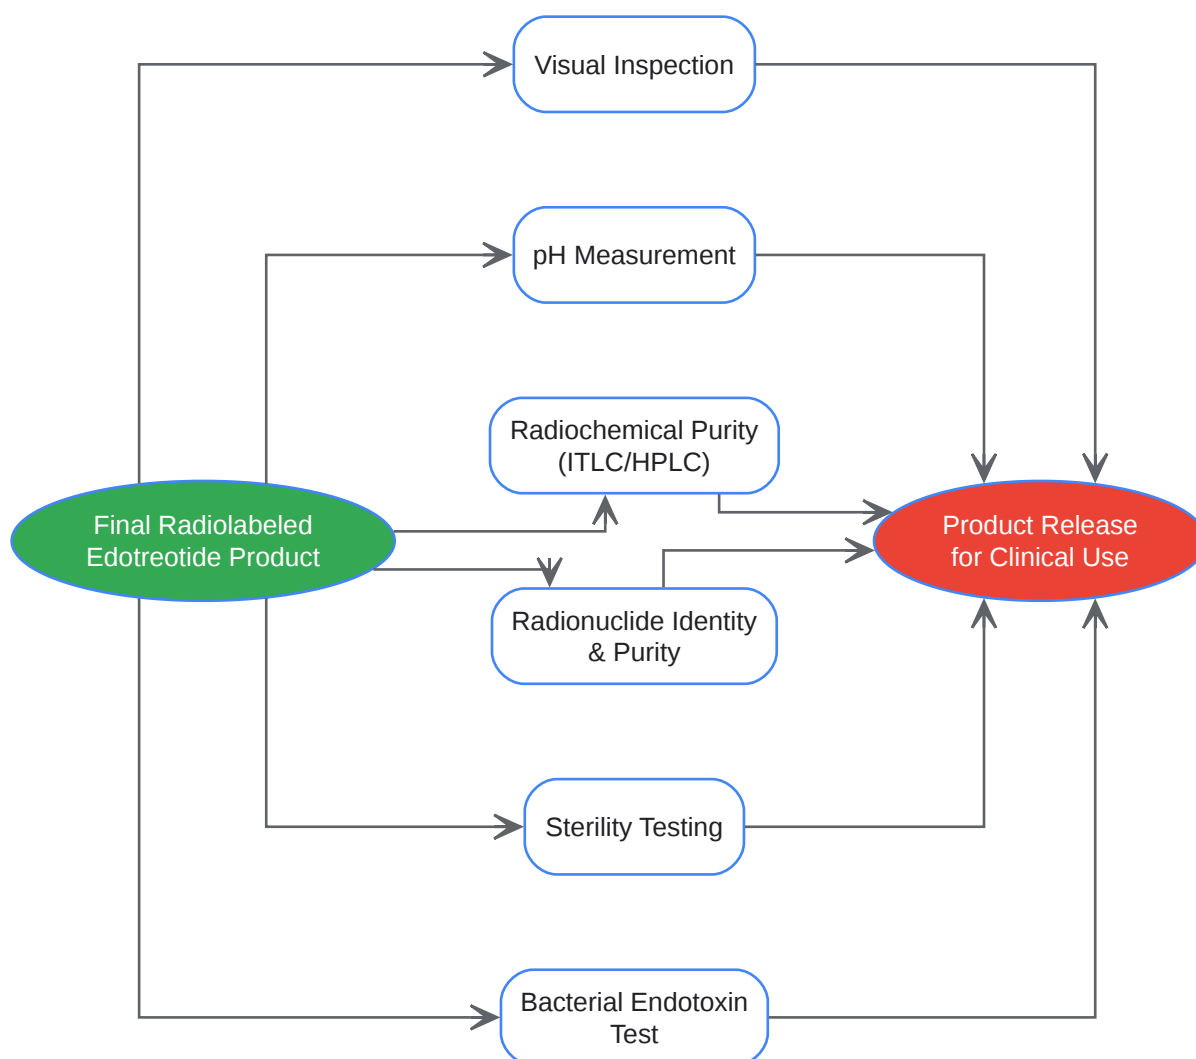 Visual Inspection
pH Measurement
Radiochemical Purity
(ITLC/HPLC)
Final Radiolabeled
Edotreotide Product
Product Release
for Clinical Use
Radionuclide Identity
& Purity
Sterility Testing
Bacterial Endotoxin
Test